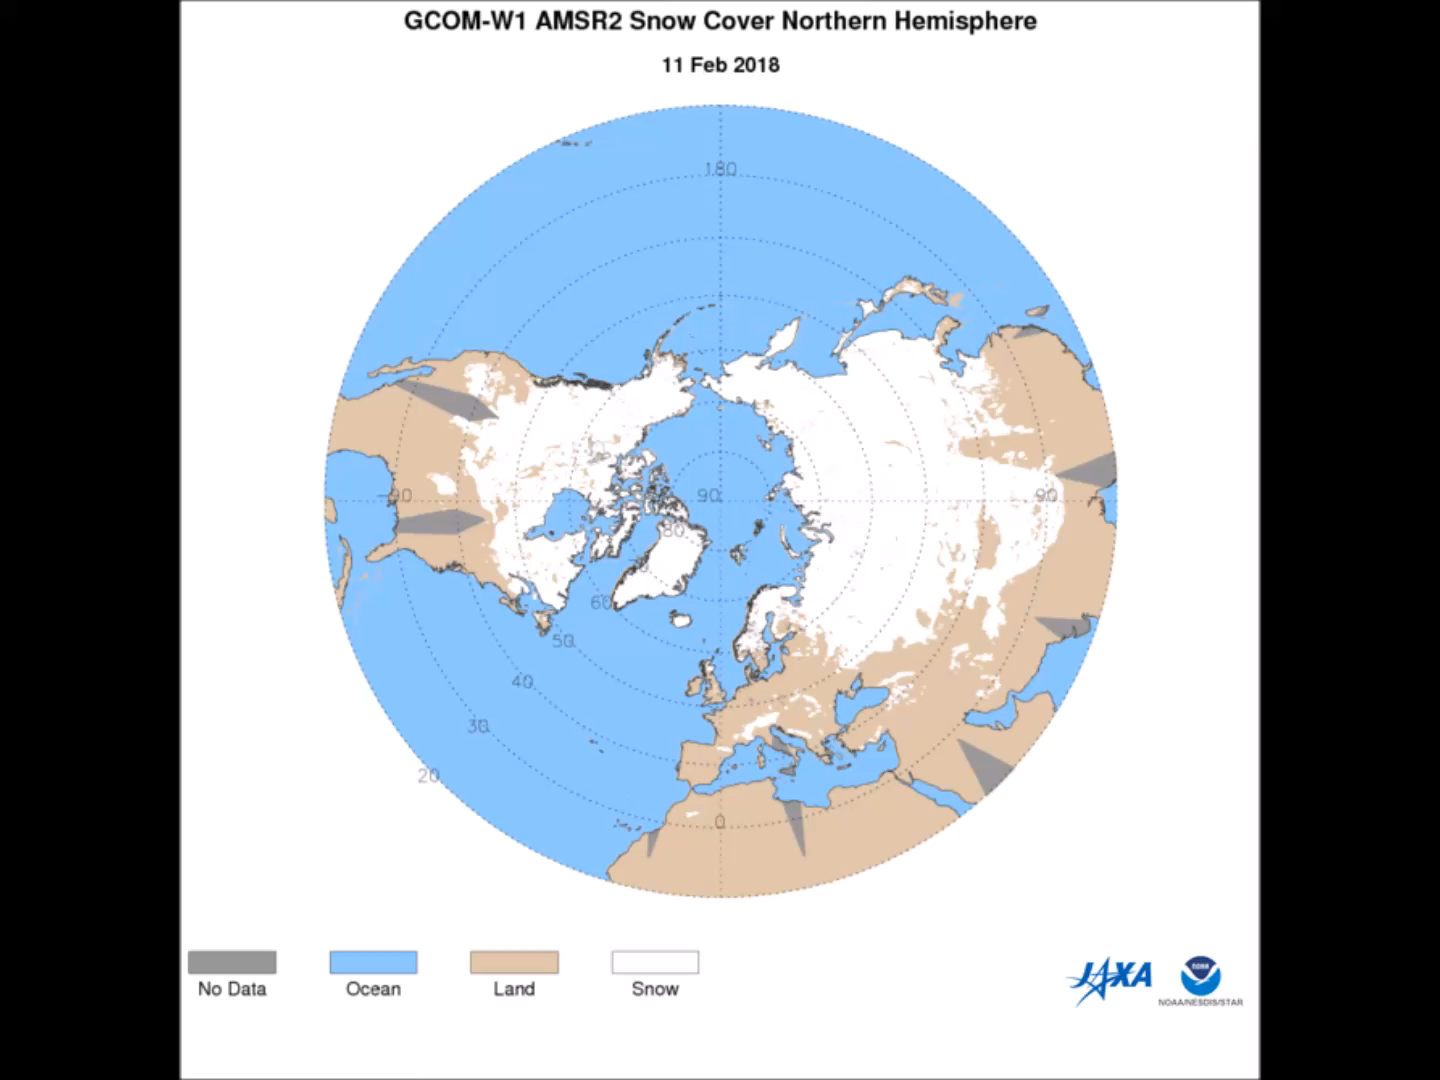 GCOM-W1 AMSR2 Snow Cover Northern Hemisphere
11 Feb 2018
180
-90
90
90
80
60
50
40
30
20
0
No Data
Ocean
Land
Snow
JAXA
NOAA
NOAA/NESDIS/STAR